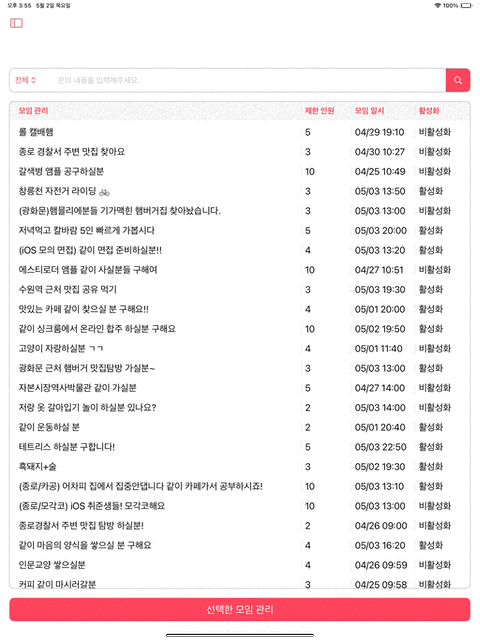 오후 3:55 5월 2일 목요일 100%
전체 문의 내용를 입력해주세요.
모임 관리 제한 인원 모임 일시 활성화
롤 캘배햄 5 04/29 19:10 비활성화
종로 경찰서 주변 맛집 찾아요 3 04/30 10:27 비활성화
갈색병 앰플 공구하실분 10 04/25 10:49 비활성화
창릉천 자전거 라이딩 🚲 3 05/03 13:50 활성화
(광화문)햄믈리에분들 기가맥힌 햄버거집 찾아놨습니다. 3 05/03 13:00 비활성화
저녁먹고 칼바람 5인 빠르게 가봅시다 5 05/03 20:00 활성화
(iOS 모의 면접) 같이 면접 준비하실분!! 4 05/03 13:20 활성화
에스티로더 앰플 같이 사실분들 구해여 10 04/27 10:51 비활성화
수원역 근처 맛집 공유 먹기 3 05/03 19:30 활성화
맛있는 카페 같이 찾으실 분 구해요!! 4 05/01 20:00 활성화
같이 싱크룸에서 온라인 합주 하실분 구해요 10 05/02 19:50 활성화
고양이 자랑하실분 ㄱㄱ 4 05/01 11:40 비활성화
광화문 근처 햄버거 맛집탐방 가실분~ 3 05/03 13:00 활성화
자본시장역사박물관 같이 가실분 5 04/27 14:00 비활성화
저랑 옷 갈아입기 놀이 하실분 있나요? 2 05/03 14:00 비활성화
같이 운동하실 분 2 05/01 20:40 활성화
테트리스 하실분 구합니다! 5 05/03 22:50 활성화
흑돼지+술 3 05/02 19:30 활성화
(종로/카공) 어차피 집에서 집중안댑니다 같이 카페가서 공부하시죠! 10 05/03 13:10 활성화
(종로/모각코) iOS 취준생들! 모각코해요 10 05/03 13:00 비활성화
종로경찰서 주변 맛집 탐방 하실분! 2 04/26 09:00 비활성화
같이 마음의 양식을 쌓으실 분 구해요 4 05/03 16:20 활성화
인문교양 쌓으실분 4 04/26 09:59 비활성화
커피 같이 마시러갈분 3 04/25 09:58 비활성화
선택한 모임 관리